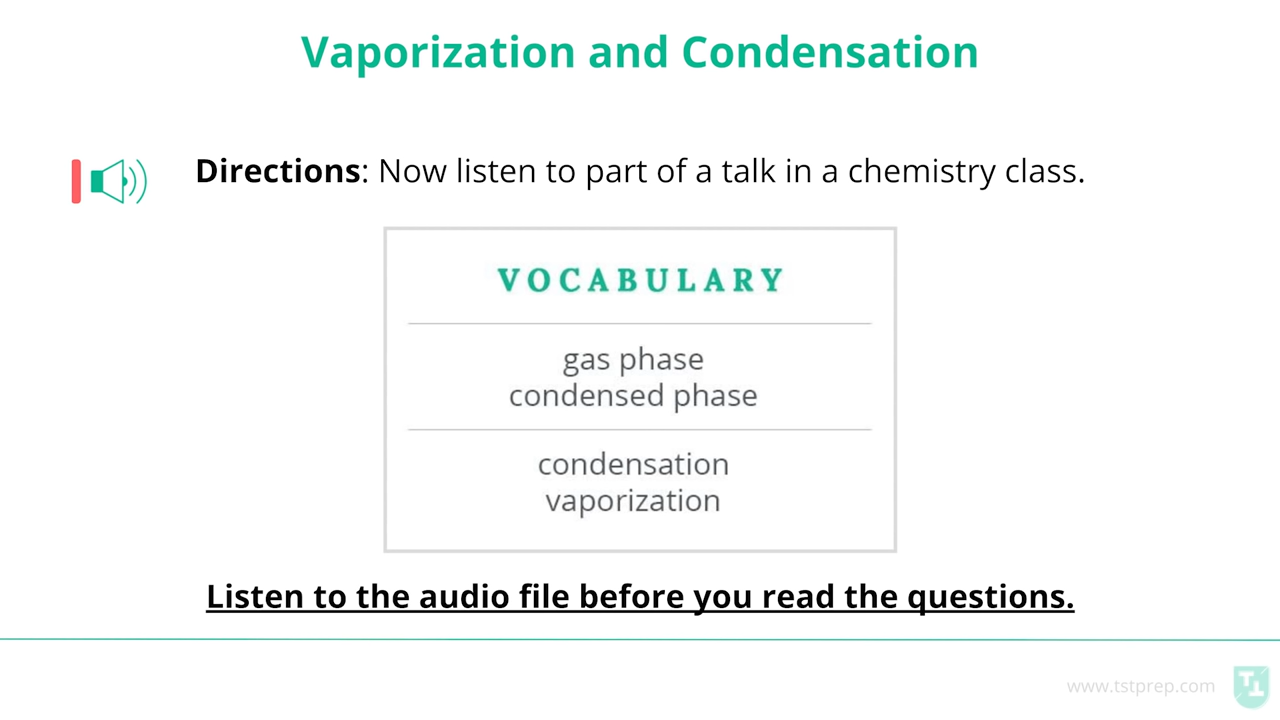 Vaporization and Condensation
Directions: Now listen to part of a talk in a chemistry class.
VOCABULARY
gas phase
condensed phase
condensation
vaporization
Listen to the audio file before you read the questions.
www.tstprep.com